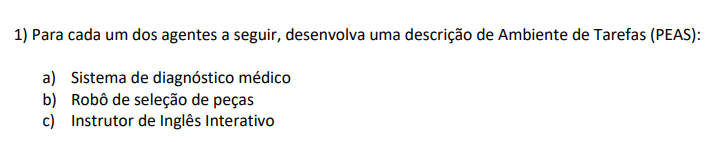 1) Para cada um dos agentes a seguir, desenvolva uma descrição de Ambiente de Tarefas (PEAS):
a) Sistema de diagnóstico médico
b) Robô de seleção de peças
c) Instrutor de Inglês Interativo